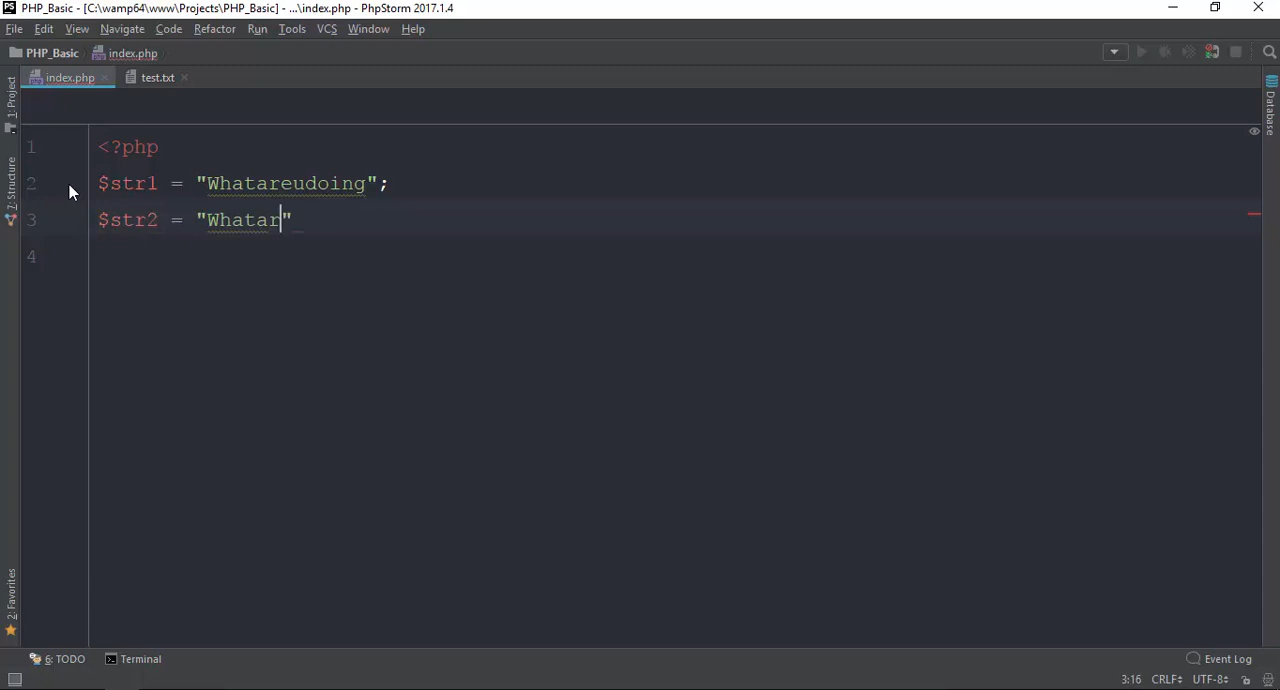 PS PHP_Basic - [C:\wamp64\www\Projects\PHP_Basic] - ...\index.php - PhpStorm 2017.1.4
File Edit View Navigate Code Refactor Run Tools VCS Window Help
PHP_Basic index.php
index.php test.txt
1: Project
7: Structure
2: Favorites
Database
1 <?php
2 $str1 = "Whatareudoing";
3 $str2 = "Whatar"
4
6: TODO Terminal Event Log
3:16 CRLF UTF-8